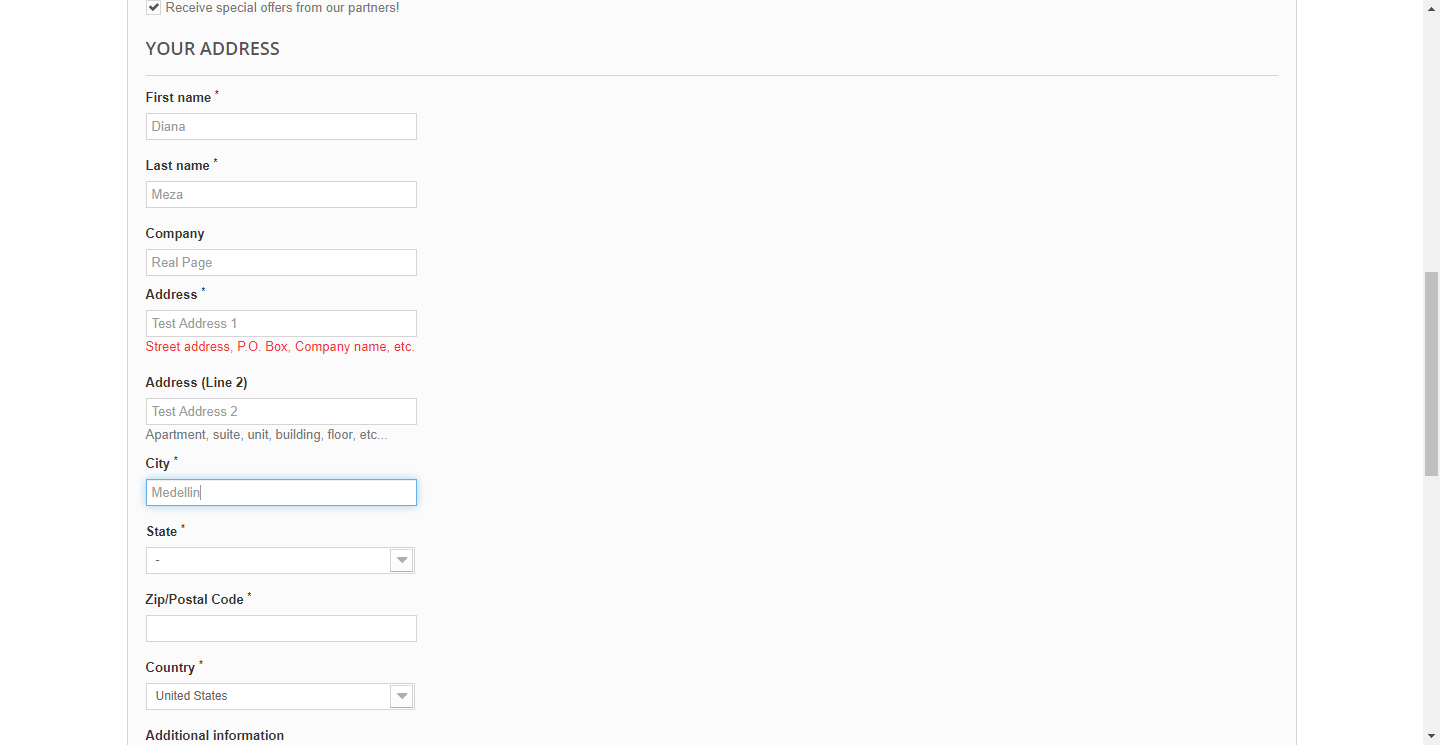 Receive special offers from our partners!
YOUR ADDRESS
First name *
Diana
Last name *
Meza
Company
Real Page
Address *
Test Address 1
Street address, P.O. Box, Company name, etc.
Address (Line 2)
Test Address 2
Apartment, suite, unit, building, floor, etc...
City *
Medellin
State *
-
Zip/Postal Code *
Country *
United States
Additional information